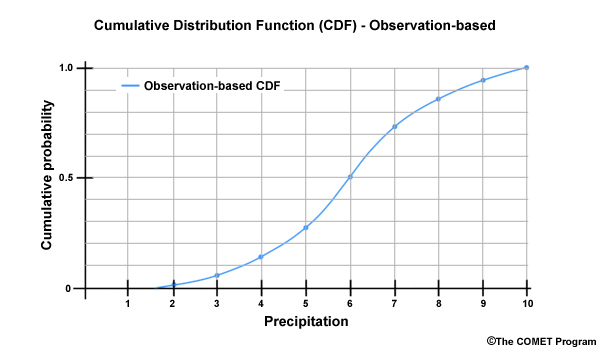 Cumulative Distribution Function (CDF) - Observation-based
1.0
Observation-based CDF
Cumulative probability
0.5
0
1 2 3 4 5 6 7 8 9 10
Precipitation
©The COMET Program